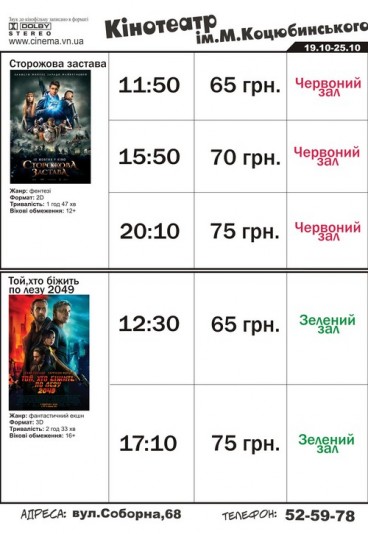 Звук до кінофільму записано в форматі
DOLBY
STEREO
www.cinema.vn.ua
Кінотеатр
ім.М.Коцюбинського
19.10-25.10
Сторожова застава
СТОРОЖОВА
ЗАСТАВА
Жанр: фентезі
Формат: 2D
Тривалість: 1 год 47 хв
Вікові обмеження: 12+
11:50 65 грн. Червоний зал
15:50 70 грн. Червоний зал
20:10 75 грн. Червоний зал
Той,хто біжить
по лезу 2049
ТОЙ, ХТО БІЖИТЬ
ПО ЛЕЗУ
2049
Жанр: фантастичний екшн
Формат: 3D
Тривалість: 2 год 33 хв
Вікові обмеження: 16+
12:30 65 грн. Зелений зал
17:10 75 грн. Зелений зал
АДРЕСА: вул.Соборна,68 ТЕЛЕФОН: 52-59-78